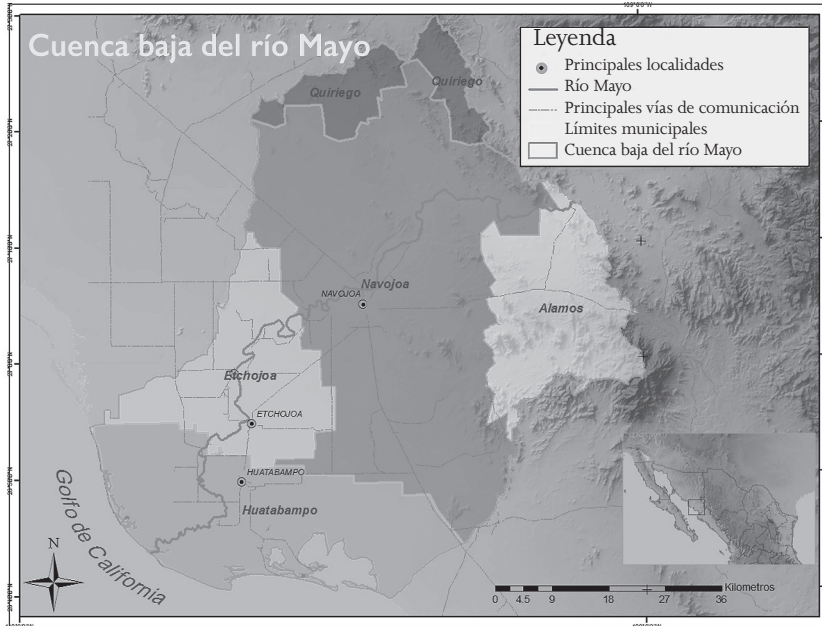 Cuenca baja del río Mayo
Leyenda
Principales localidades
Río Mayo
Principales vías de comunicación
Límites municipales
Cuenca baja del río Mayo
Quiriego
Quiriego
Navojoa
NAVOJOA
Alamos
Etchojoa
ETCHOJOA
HUATABAMPO
Huatabampo
Golfo de California
N
Kilometros
0 4.5 9 18 27 36